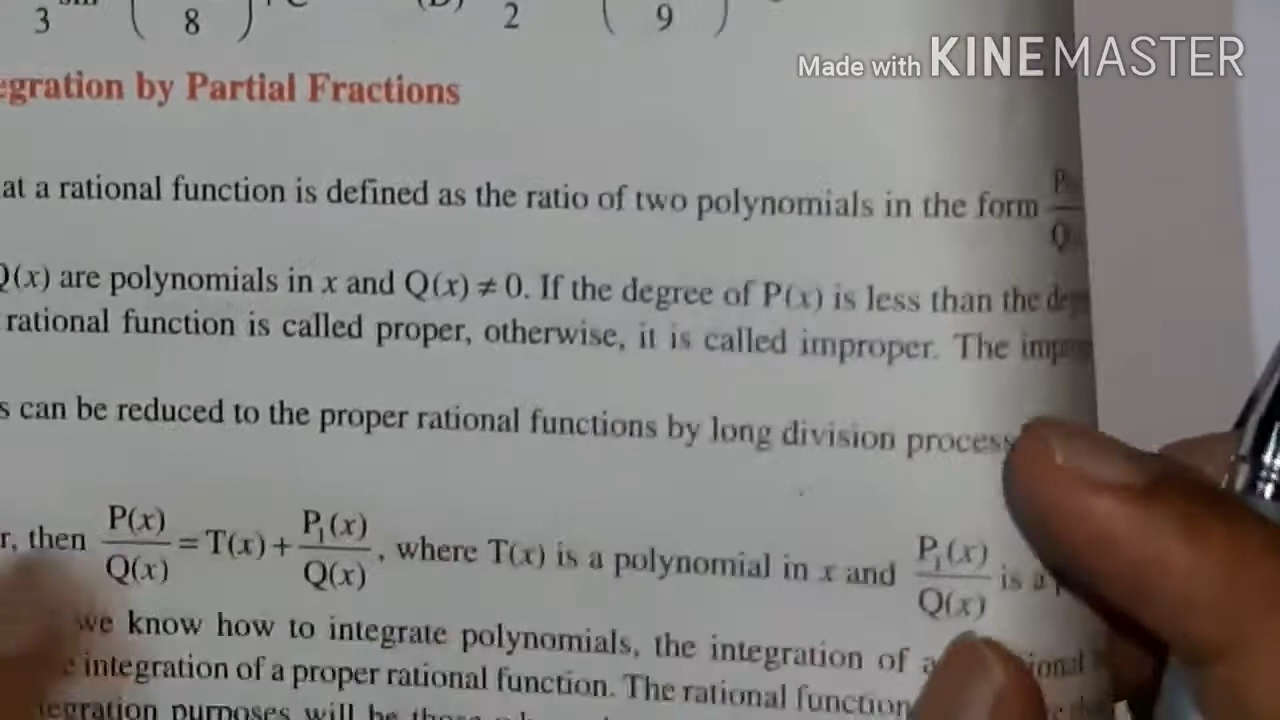 3 ( 8 ) 2 ( 9 )
Made with KINEMASTER
egration by Partial Fractions
at a rational function is defined as the ratio of two polynomials in the form P/Q
Q(x) are polynomials in x and Q(x) ≠ 0. If the degree of P(x) is less than the
rational function is called proper, otherwise, it is called improper. The
s can be reduced to the proper rational functions by long division process
r, then P(x)/Q(x) = T(x) + P₁(x)/Q(x), where T(x) is a polynomial in x and P₁(x)/Q(x) is a
we know how to integrate polynomials, the integration of a
integration of a proper rational function. The rational function
purposes will be